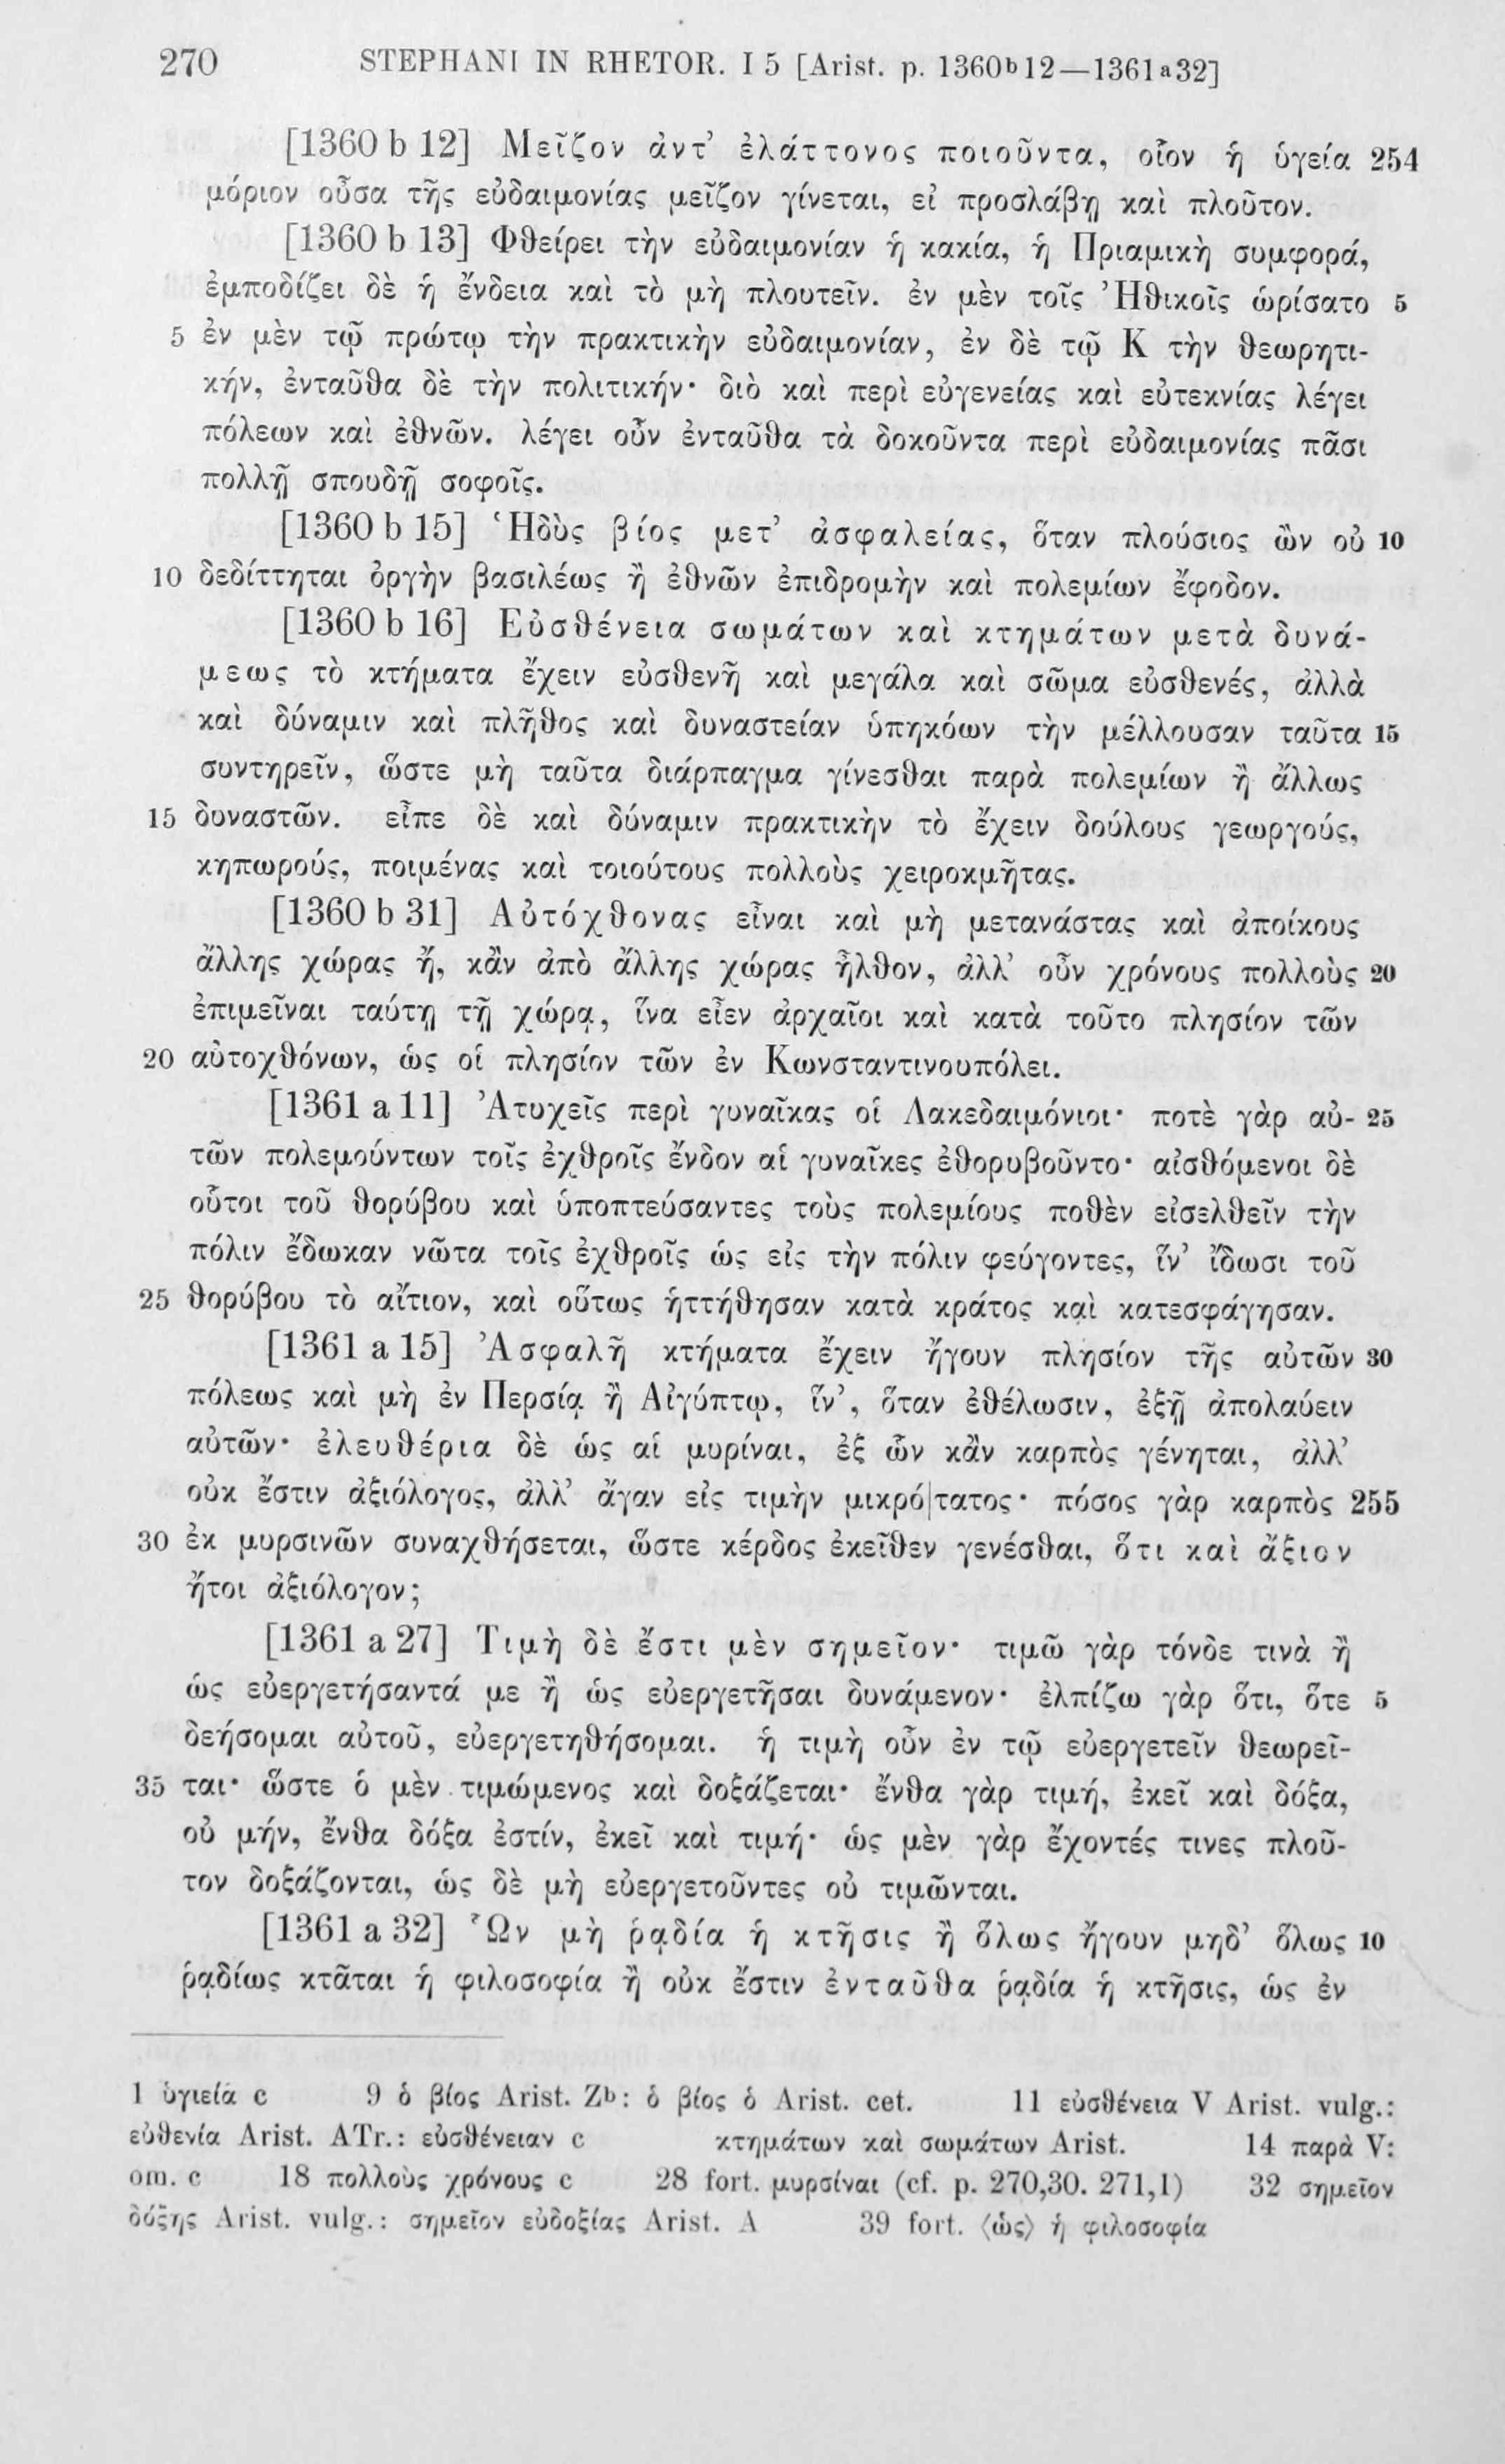 270 STEPHANI IN RHETOR. I 5 [Arist. p. 1360ᵇ12—1361ᵃ32]
[1360 b 12] Μεῖζον ἀντ’ ἐλάττονος ποιοῦντα, οἷον ἡ ὑγεία 254
μόριον οὖσα τῆς εὐδαιμονίας μεῖζον γίνεται, εἰ προσλάβῃ καὶ πλοῦτον.
[1360 b 13] Φθείρει τὴν εὐδαιμονίαν ἡ κακία, ἡ Πριαμικὴ συμφορά,
ἐμποδίζει δὲ ἡ ἔνδεια καὶ τὸ μὴ πλουτεῖν. ἐν μὲν τοῖς Ἠθικοῖς ὡρίσατο 5
5 ἐν μὲν τῷ πρώτῳ τὴν πρακτικὴν εὐδαιμονίαν, ἐν δὲ τῷ Κ τὴν θεωρητι-
κήν, ἐνταῦθα δὲ τὴν πολιτικήν· διὸ καὶ περὶ εὐγενείας καὶ εὐτεκνίας λέγει
πόλεων καὶ ἐθνῶν. λέγει οὖν ἐνταῦθα τὰ δοκοῦντα περὶ εὐδαιμονίας πᾶσι
πολλῇ σπουδῇ σοφοῖς.
[1360 b 15] Ἡδὺς βίος μετ’ ἀσφαλείας, ὅταν πλούσιος ὢν οὐ 10
10 δεδίττηται ὀργὴν βασιλέως ἢ ἐθνῶν ἐπιδρομὴν καὶ πολεμίων ἔφοδον.
[1360 b 16] Εὐσθένεια σωμάτων καὶ κτημάτων μετὰ δυνά-
μεως τὸ κτήματα ἔχειν εὐσθενῆ καὶ μεγάλα καὶ σῶμα εὐσθενές, ἀλλὰ
καὶ δύναμιν καὶ πλῆθος καὶ δυναστείαν ὑπηκόων τὴν μέλλουσαν ταῦτα 15
συντηρεῖν, ὥστε μὴ ταῦτα διάρπαγμα γίνεσθαι παρὰ πολεμίων ἢ ἄλλως
15 δυναστῶν. εἶπε δὲ καὶ δύναμιν πρακτικὴν τὸ ἔχειν δούλους γεωργούς,
κηπωρούς, ποιμένας καὶ τοιούτους πολλοὺς χειροκμῆτας.
[1360 b 31] Αὐτόχθονας εἶναι καὶ μὴ μετανάστας καὶ ἀποίκους
ἄλλης χώρας ἤ, κἂν ἀπὸ ἄλλης χώρας ἦλθον, ἀλλ’ οὖν χρόνους πολλοὺς 20
ἐπιμεῖναι ταύτῃ τῇ χώρᾳ, ἵνα εἶεν ἀρχαῖοι καὶ κατὰ τοῦτο πλησίον τῶν
20 αὐτοχθόνων, ὡς οἱ πλησίον τῶν ἐν Κωνσταντινουπόλει.
[1361 a 11] Ἀτυχεῖς περὶ γυναῖκας οἱ Λακεδαιμόνιοι· ποτὲ γὰρ αὐ- 25
τῶν πολεμούντων τοῖς ἐχθροῖς ἔνδον αἱ γυναῖκες ἐθορυβοῦντο· αἰσθόμενοι δὲ
οὗτοι τοῦ θορύβου καὶ ὑποπτεύσαντες τοὺς πολεμίους ποθὲν εἰσελθεῖν τὴν
πόλιν ἔδωκαν νῶτα τοῖς ἐχθροῖς ὡς εἰς τὴν πόλιν φεύγοντες, ἵν’ ἴδωσι τοῦ
25 θορύβου τὸ αἴτιον, καὶ οὕτως ἡττήθησαν κατὰ κράτος καὶ κατεσφάγησαν.
[1361 a 15] Ἀσφαλῆ κτήματα ἔχειν ἤγουν πλησίον τῆς αὐτῶν 30
πόλεως καὶ μὴ ἐν Περσίᾳ ἢ Αἰγύπτῳ, ἵν’, ὅταν ἐθέλωσιν, ἐξῇ ἀπολαύειν
αὐτῶν· ἐλευθέρια δὲ ὡς αἱ μυρίναι, ἐξ ὧν κἂν καρπὸς γένηται, ἀλλ’
οὐκ ἔστιν ἀξιόλογος, ἀλλ’ ἄγαν εἰς τιμὴν μικρό|τατος· πόσος γὰρ καρπὸς 255
30 ἐκ μυρσινῶν συναχθήσεται, ὥστε κέρδος ἐκεῖθεν γενέσθαι, ὅτι καὶ ἄξιον
ἤτοι ἀξιόλογον;
[1361 a 27] Τιμὴ δὲ ἔστι μὲν σημεῖον· τιμῶ γὰρ τόνδε τινὰ ἢ
ὡς εὐεργετήσαντά με ἢ ὡς εὐεργετῆσαι δυνάμενον· ἐλπίζω γὰρ ὅτι, ὅτε 5
δεήσομαι αὐτοῦ, εὐεργετηθήσομαι. ἡ τιμὴ οὖν ἐν τῷ εὐεργετεῖν θεωρεῖ-
35 ται· ὥστε ὁ μὲν τιμώμενος καὶ δοξάζεται· ἔνθα γὰρ τιμή, ἐκεῖ καὶ δόξα,
οὐ μήν, ἔνθα δόξα ἐστίν, ἐκεῖ καὶ τιμή· ὡς μὲν γὰρ ἔχοντές τινες πλοῦ-
τον δοξάζονται, ὡς δὲ μὴ εὐεργετοῦντες οὐ τιμῶνται.
[1361 a 32] Ὧν μὴ ῥᾳδία ἡ κτῆσις ἢ ὅλως ἤγουν μηδ’ ὅλως 10
ῥᾳδίως κτᾶται ἡ φιλοσοφία ἢ οὐκ ἔστιν ἐνταῦθα ῥᾳδία ἡ κτῆσις, ὡς ἐν
1 ὑγιεία c 9 ὁ βίος Arist. Zᵇ: ὁ βίος ὁ Arist. cet. 11 εὐσθένεια V Arist. vulg.:
εὐθενία Arist. ATr.: εὐσθένειαν c κτημάτων καὶ σωμάτων Arist. 14 παρὰ V:
om. c 18 πολλοὺς χρόνους c 28 fort. μυρσίναι (cf. p. 270,30. 271,1) 32 σημεῖον
δόξης Arist. vulg.: σημεῖον εὐδοξίας Arist. A 39 fort. ⟨ὡς⟩ ἡ φιλοσοφία